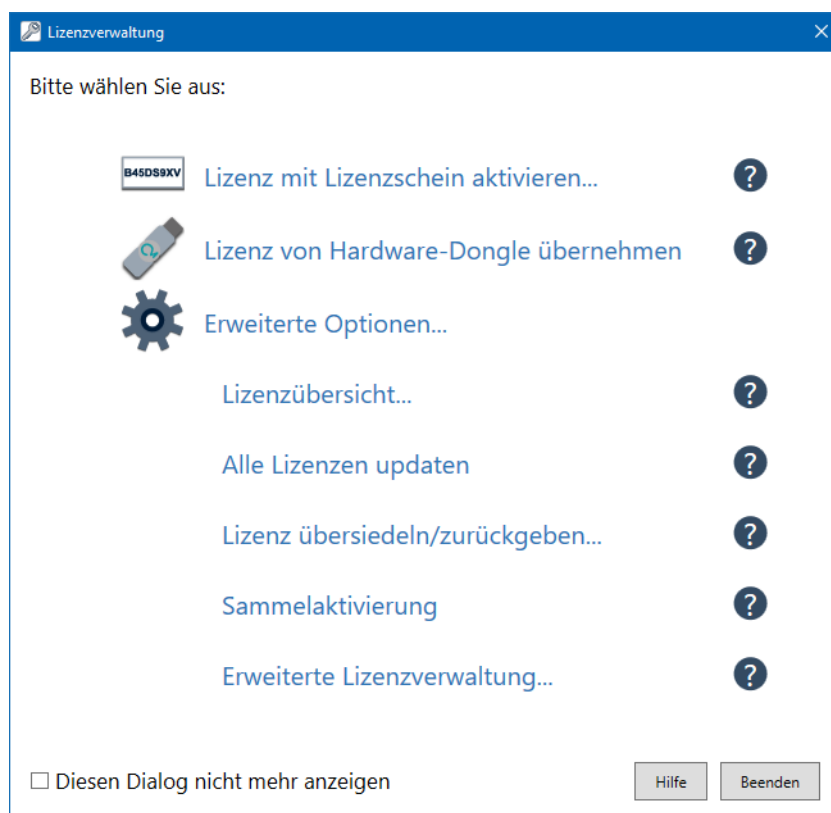 Lizenzverwaltung
Bitte wählen Sie aus:
B45DS9XV
Lizenz mit Lizenzschein aktivieren...
?
Lizenz von Hardware-Dongle übernehmen
?
Erweiterte Optionen...
Lizenzübersicht...
?
Alle Lizenzen updaten
?
Lizenz übersiedeln/zurückgeben...
?
Sammelaktivierung
?
Erweiterte Lizenzverwaltung...
?
Diesen Dialog nicht mehr anzeigen
Hilfe
Beenden